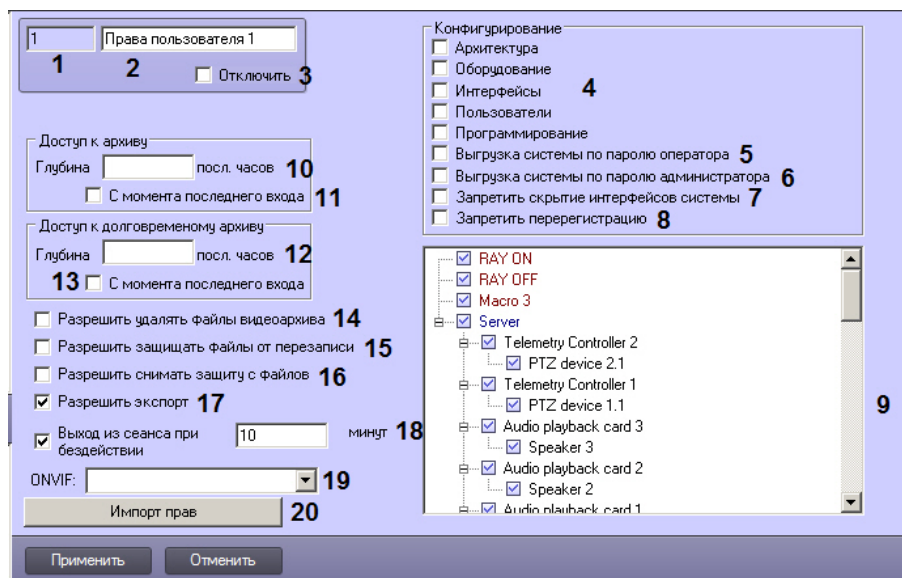 1 Права пользователя 1
1 2
Отключить 3
Доступ к архиву
Глубина посл. часов 10
С момента последнего входа 11
Доступ к долговременому архиву
Глубина посл. часов 12
13 С момента последнего входа
Разрешить удалять файлы видеоархива 14
Разрешить защищать файлы от перезаписи 15
Разрешить снимать защиту с файлов 16
Разрешить экспорт 17
Выход из сеанса при
бездействии 10 минут 18
ONVIF: 19
Импорт прав 20
Конфигурирование
Архитектура
Оборудование
Интерфейсы 4
Пользователи
Программирование
Выгрузка системы по паролю оператора 5
Выгрузка системы по паролю администратора 6
Запретить скрытие интерфейсов системы 7
Запретить перерегистрацию 8
RAY ON
RAY OFF
Macro 3
Server
Telemetry Controller 2
PTZ device 2.1
Telemetry Controller 1
PTZ device 1.1
9
Audio playback card 3
Speaker 3
Audio playback card 2
Speaker 2
Audio playback card 1
Применить Отменить